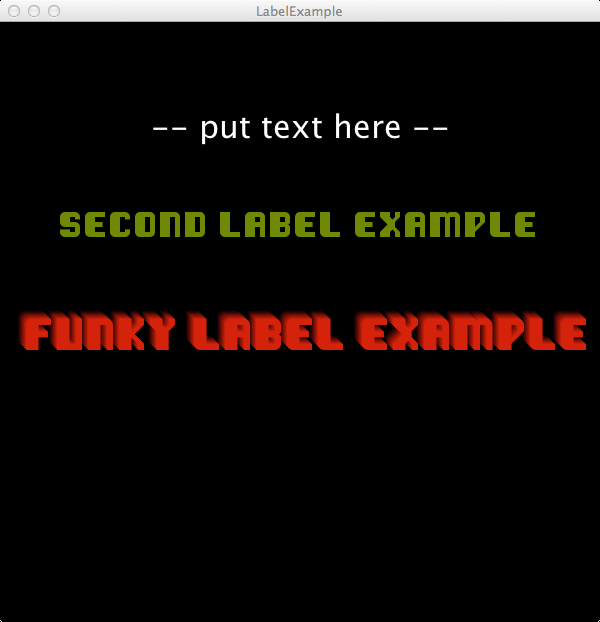 LabelExample
-- put text here --
SECOND LABEL EXAMPLE
FUNKY LABEL EXAMPLE